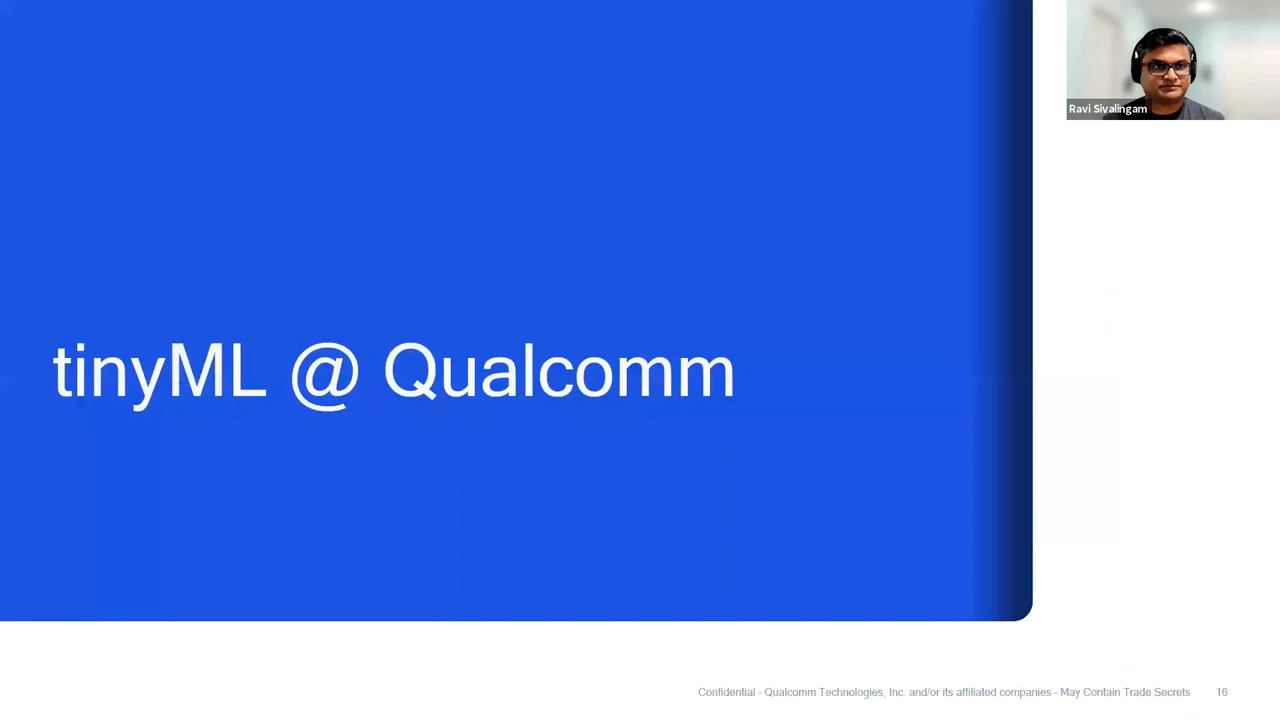 Ravi Sivalingam
tinyML @ Qualcomm
Confidential - Qualcomm Technologies, Inc. and/or its affiliated companies - May Contain Trade Secrets 16